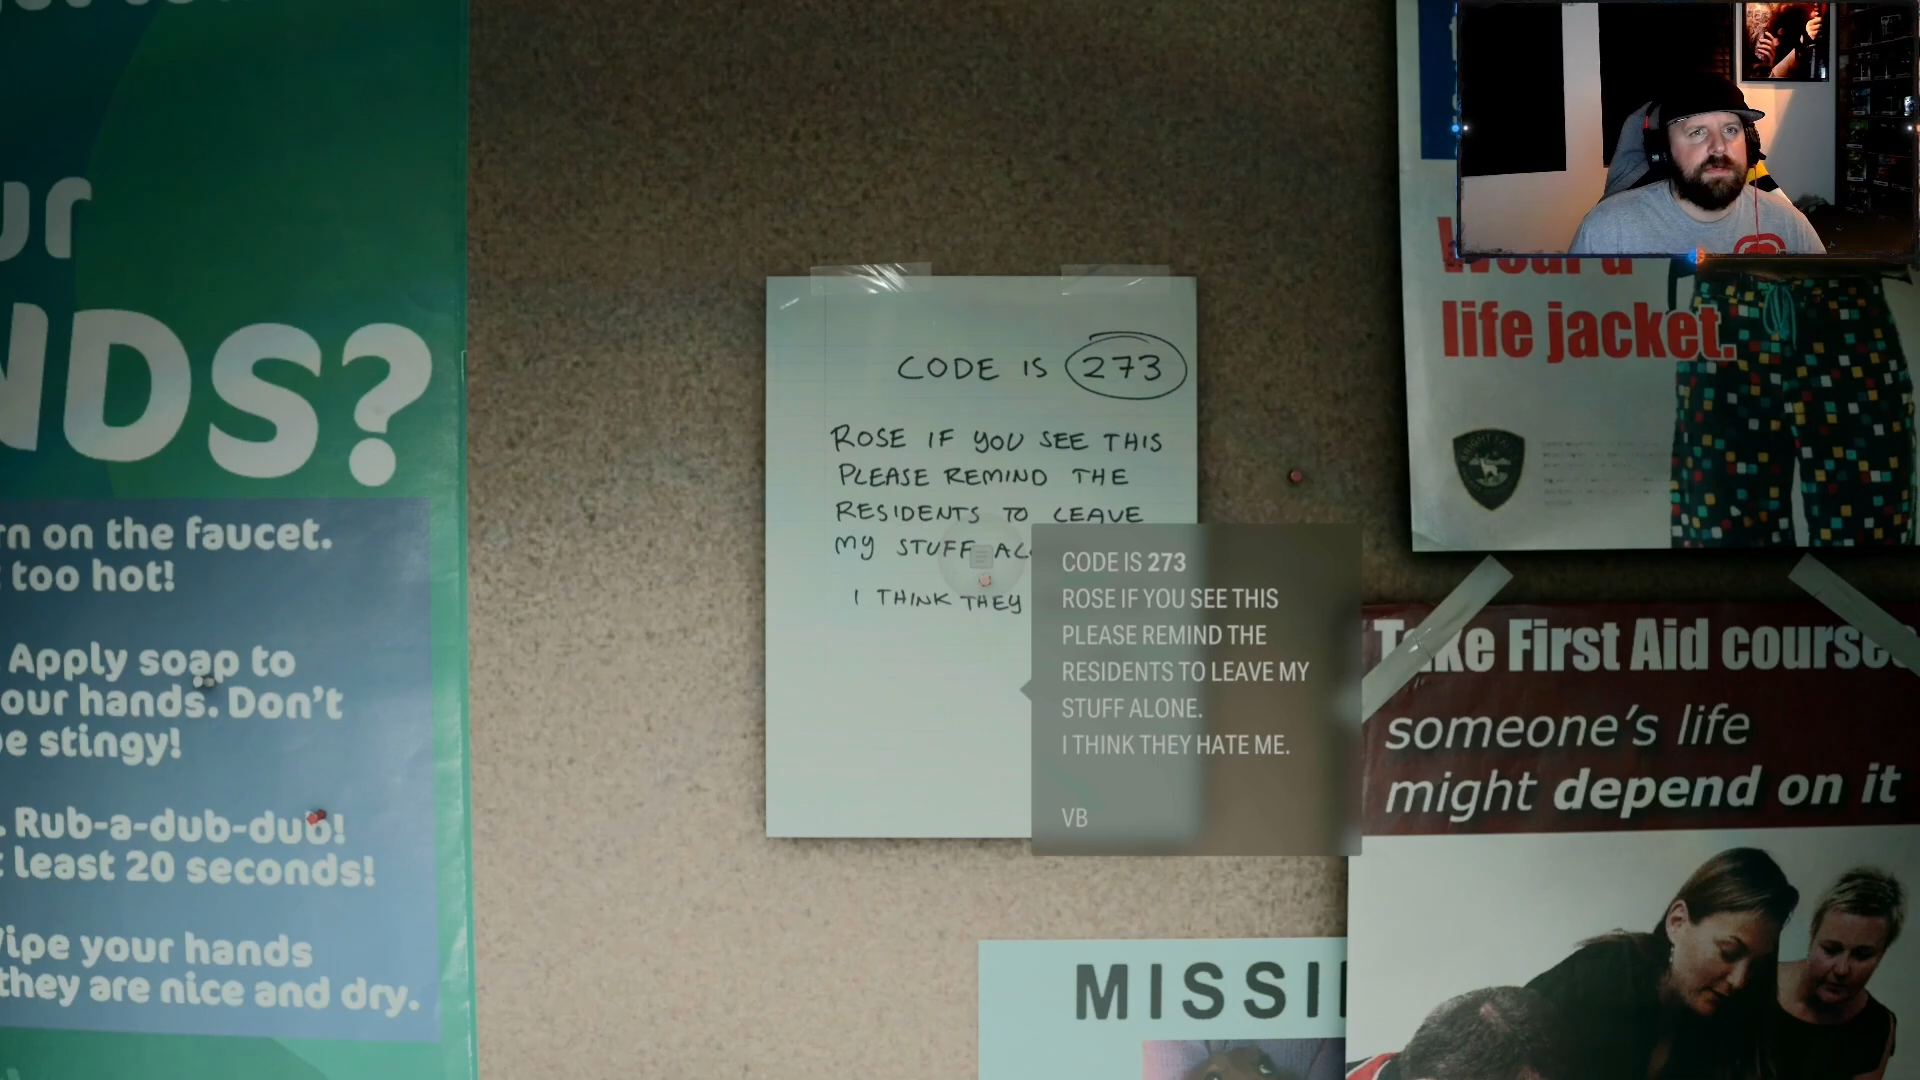 ur
NDS?
rn on the faucet.
too hot!
Apply soap to
our hands. Don't
be stingy!
. Rub-a-dub-dub!
least 20 seconds!
ipe your hands
they are nice and dry.
CODE IS 273
ROSE IF YOU SEE THIS
PLEASE REMIND THE
RESIDENTS TO LEAVE
MY STUFF AL
I THINK THEY
CODE IS 273
ROSE IF YOU SEE THIS
PLEASE REMIND THE
RESIDENTS TO LEAVE MY
STUFF ALONE.
I THINK THEY HATE ME.
VB
MISSI
Wear a
life jacket.
Take First Aid courses
someone's life
might depend on it